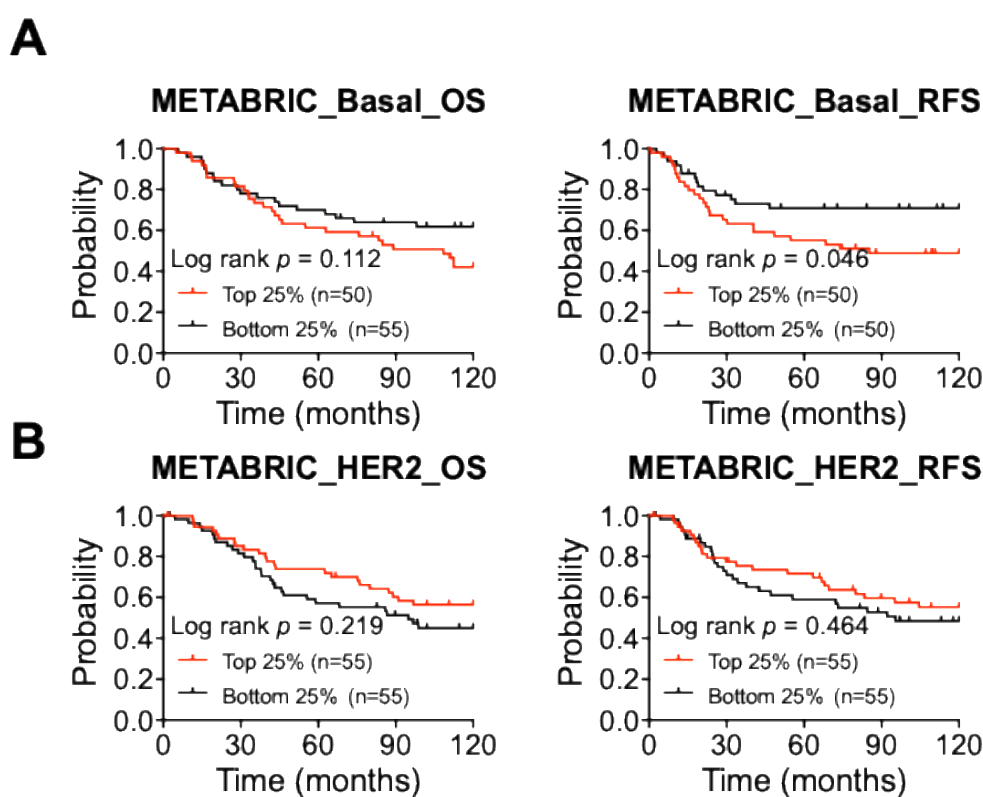 A
METABRIC_Basal_OS
Probability
1.0
0.8
0.6
0.4
0.2
0.0
Log rank p = 0.112
Top 25% (n=50)
Bottom 25% (n=55)
0 30 60 90 120
Time (months)
METABRIC_Basal_RFS
Probability
1.0
0.8
0.6
0.4
0.2
0.0
Log rank p = 0.046
Top 25% (n=50)
Bottom 25% (n=50)
0 30 60 90 120
Time (months)
B
METABRIC_HER2_OS
Probability
1.0
0.8
0.6
0.4
0.2
0.0
Log rank p = 0.219
Top 25% (n=55)
Bottom 25% (n=55)
0 30 60 90 120
Time (months)
METABRIC_HER2_RFS
Probability
1.0
0.8
0.6
0.4
0.2
0.0
Log rank p = 0.464
Top 25% (n=55)
Bottom 25% (n=55)
0 30 60 90 120
Time (months)